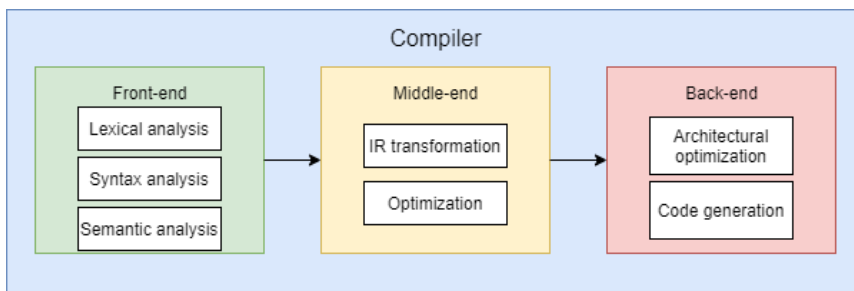 Compiler
Front-end
Lexical analysis
Syntax analysis
Semantic analysis
Middle-end
IR transformation
Optimization
Back-end
Architectural
optimization
Code generation